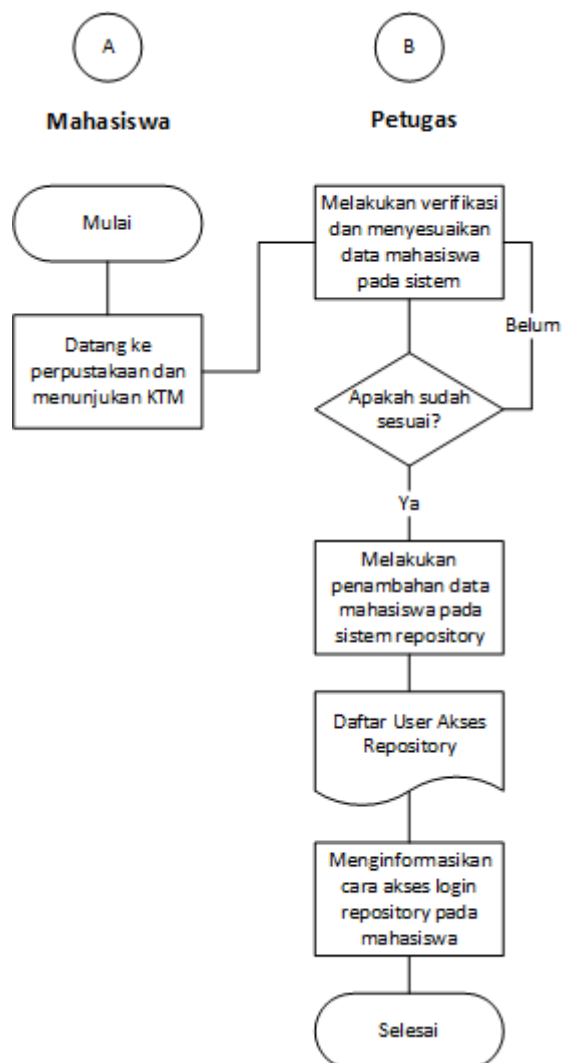 A
B
Mahasiswa
Petugas
Mulai
Datang ke
perpustakaan dan
menunjukan KTM
Melakukan verifikasi
dan menyesuaikan
data mahasiswa
pada sistem
Belum
Apakah sudah
sesuai?
Ya
Melakukan
penambahan data
mahasiswa pada
sistem repository
Daftar User Akses
Repository
Menginformasikan
cara akses login
repository pada
mahasiswa
Selesai